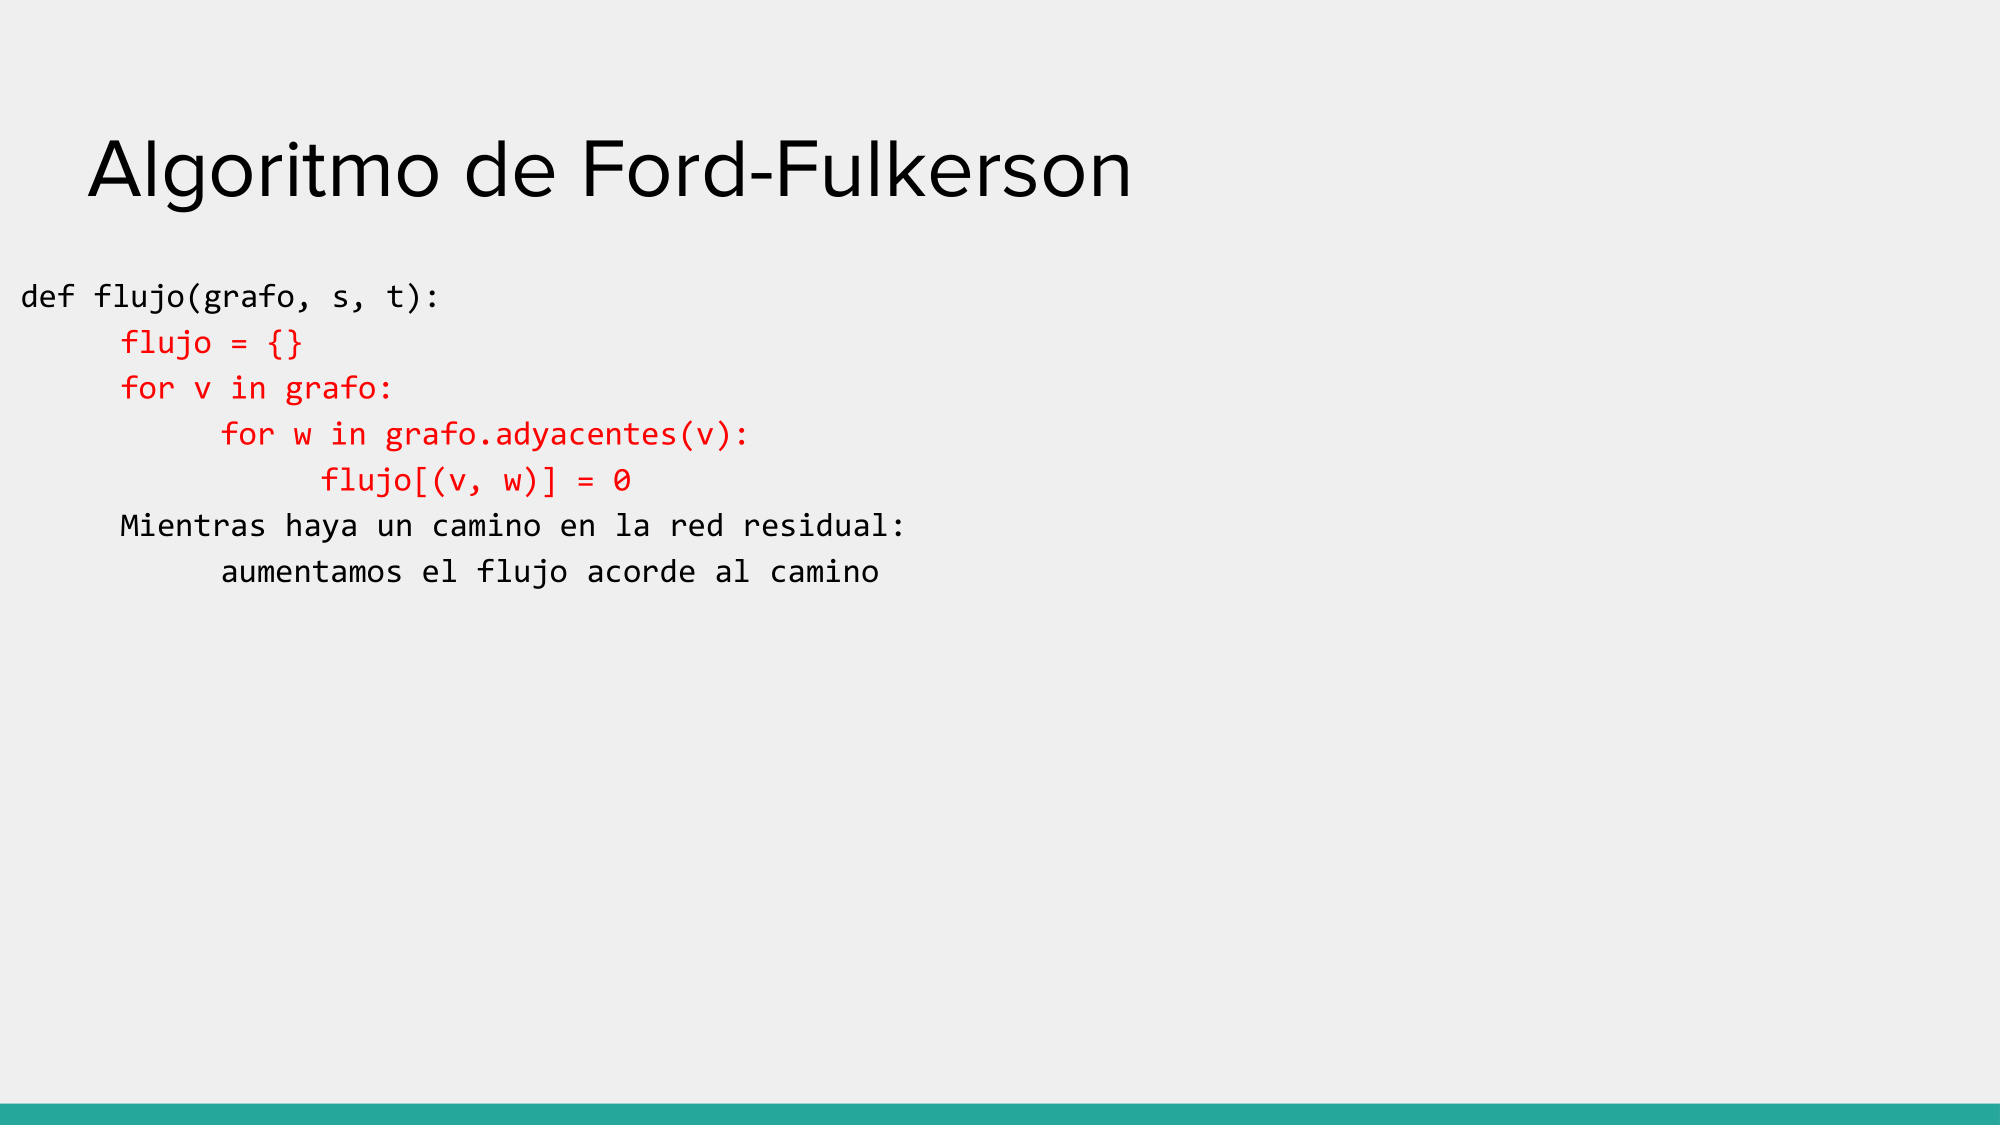 Algoritmo de Ford-Fulkerson
def flujo(grafo, s, t):
flujo = {}
for v in grafo:
for w in grafo.adyacentes(v):
flujo[(v, w)] = 0
Mientras haya un camino en la red residual:
aumentamos el flujo acorde al camino